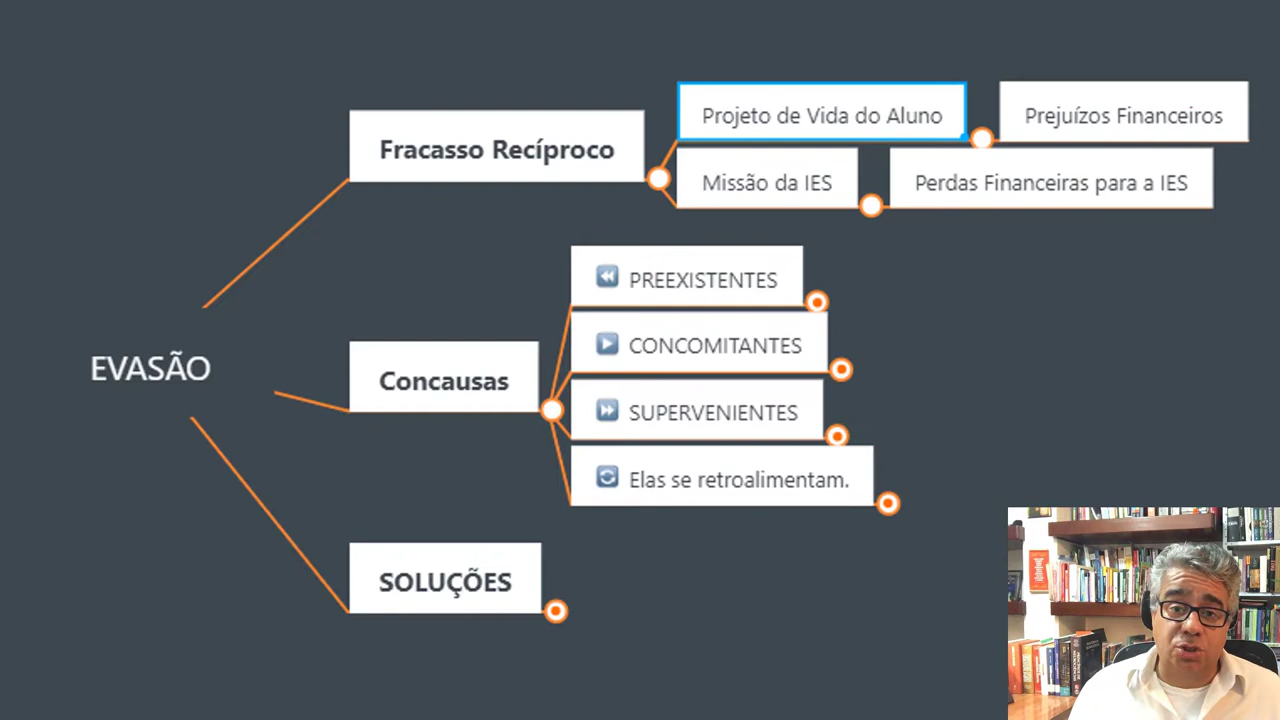 EVASÃO
Fracasso Recíproco
Projeto de Vida do Aluno
Prejuízos Financeiros
Missão da IES
Perdas Financeiras para a IES
Concausas
PREEXISTENTES
CONCOMITANTES
SUPERVENIENTES
Elas se retroalimentam.
SOLUÇÕES